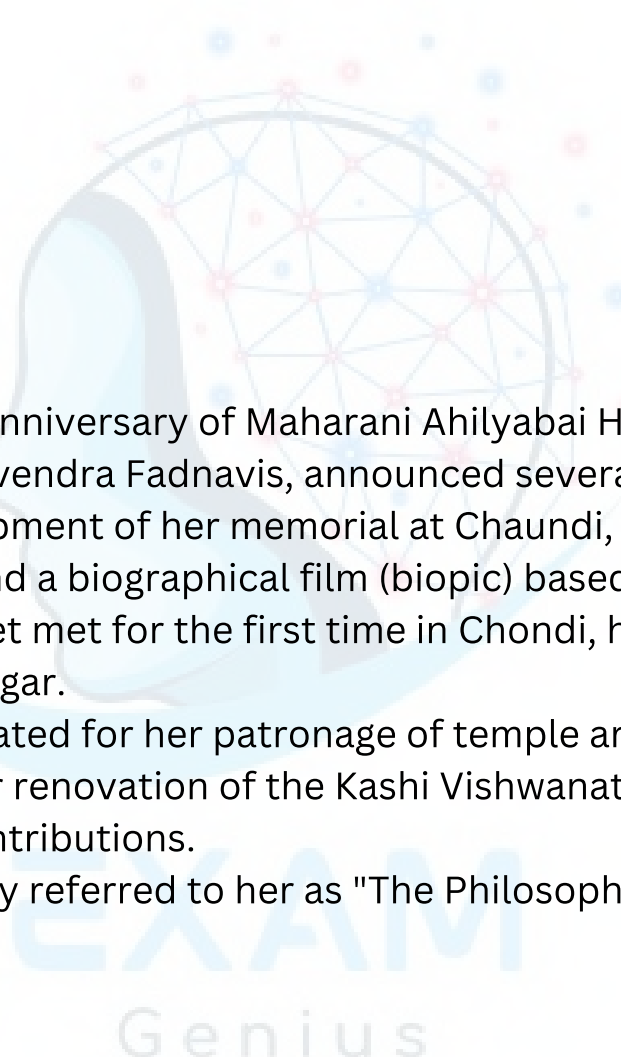 nniversary of Maharani Ahilyabai H
vendra Fadnavis, announced severa
pment of her memorial at Chaundi,
nd a biographical film (biopic) based
et met for the first time in Chondi, h
gar.
ated for her patronage of temple ar
r renovation of the Kashi Vishwanat
ntributions.
y referred to her as "The Philosoph
EXAM
Genius